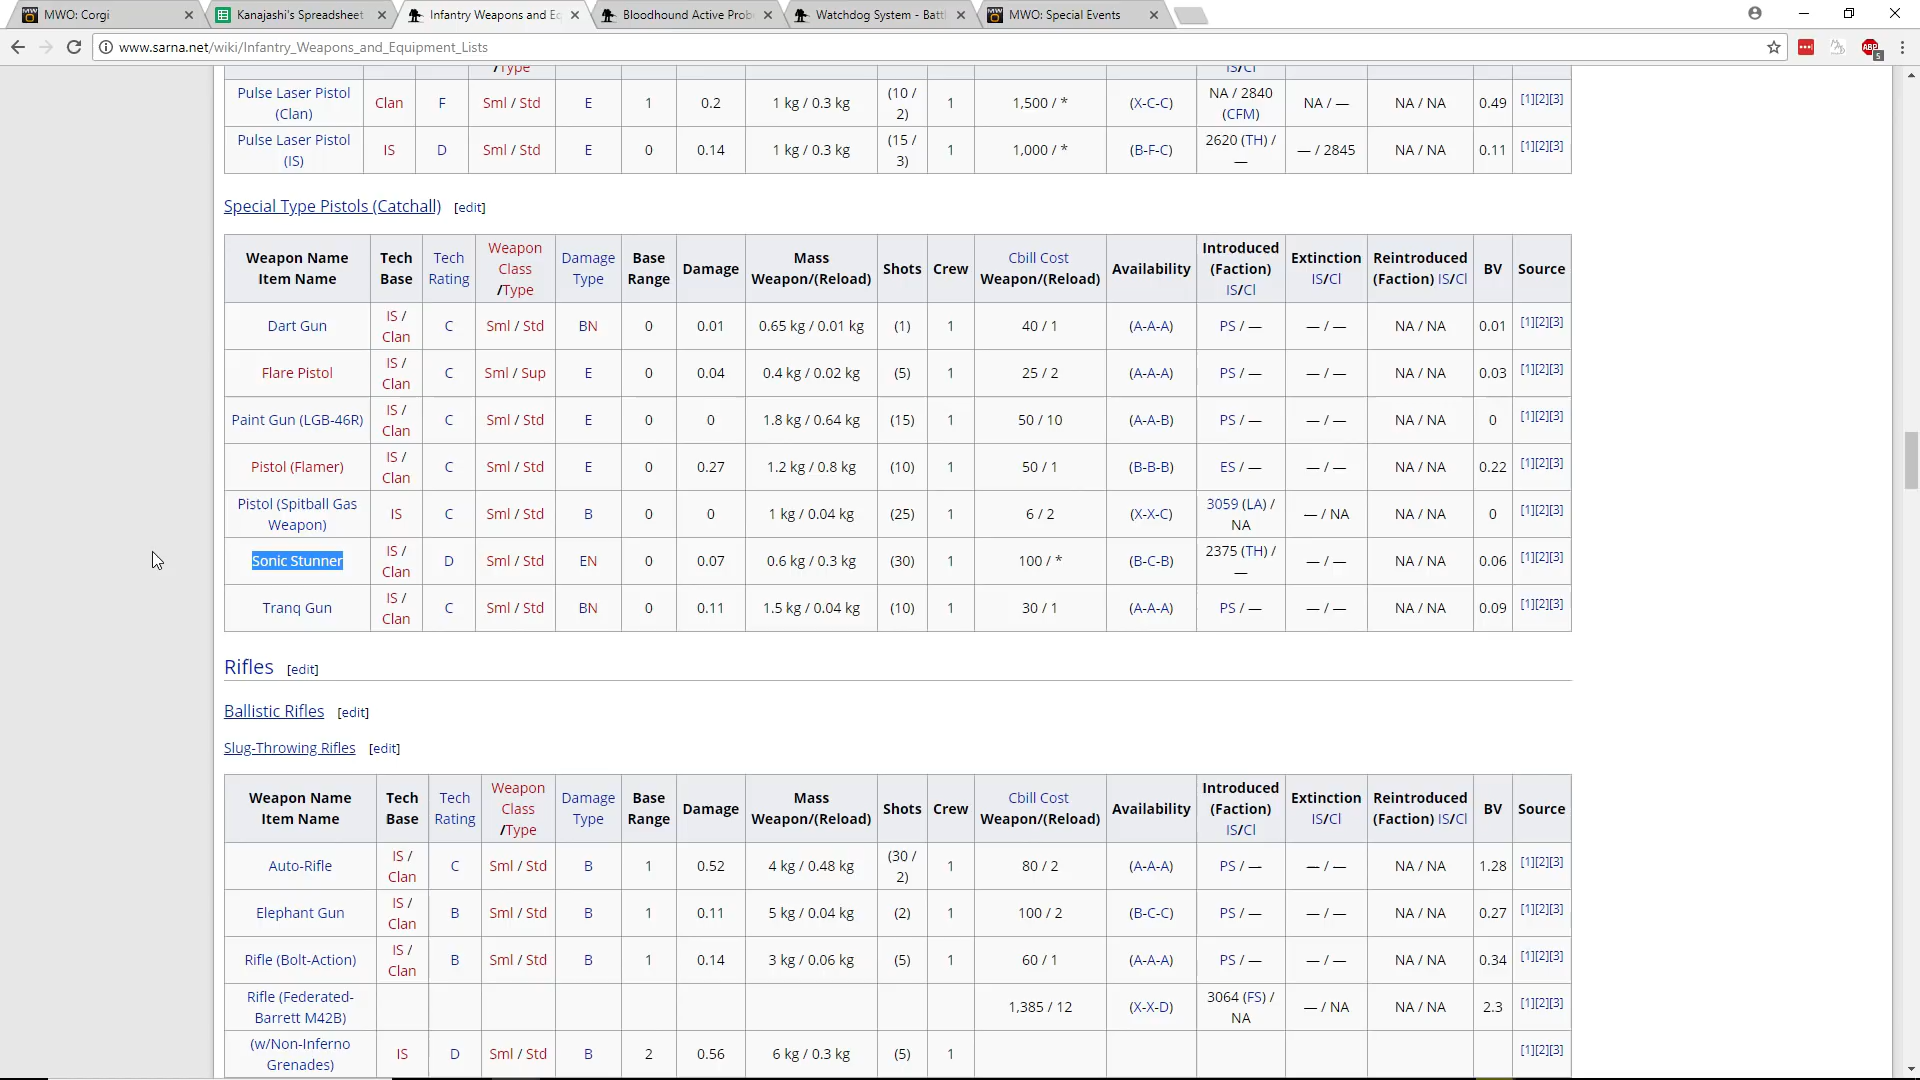 MWO: Corgi
Kanajashi's Spreadsheet
Infantry Weapons and Eq
Bloodhound Active Prob
Watchdog System - Batt
MWO: Special Events
www.sarna.net/wiki/Infantry_Weapons_and_Equipment_Lists
ABP
5
/Type
IS/Cl
Pulse Laser Pistol (Clan) Clan F Sml / Std E 1 0.2 1 kg / 0.3 kg (10 / 2) 1 1,500 / * (X-C-C) NA / 2840 (CFM) NA / — NA / NA 0.49 [1][2][3]
Pulse Laser Pistol (IS) IS D Sml / Std E 0 0.14 1 kg / 0.3 kg (15 / 3) 1 1,000 / * (B-F-C) 2620 (TH) / — — / 2845 NA / NA 0.11 [1][2][3]
Special Type Pistols (Catchall) [edit]
Weapon Name Item Name Tech Base Tech Rating Weapon Class /Type Damage Type Base Range Damage Mass Weapon/(Reload) Shots Crew Cbill Cost Weapon/(Reload) Availability Introduced (Faction) IS/Cl Extinction IS/Cl Reintroduced (Faction) IS/Cl BV Source
Dart Gun IS / Clan C Sml / Std BN 0 0.01 0.65 kg / 0.01 kg (1) 1 40 / 1 (A-A-A) PS / — — / — NA / NA 0.01 [1][2][3]
Flare Pistol IS / Clan C Sml / Sup E 0 0.04 0.4 kg / 0.02 kg (5) 1 25 / 2 (A-A-A) PS / — — / — NA / NA 0.03 [1][2][3]
Paint Gun (LGB-46R) IS / Clan C Sml / Std E 0 0 1.8 kg / 0.64 kg (15) 1 50 / 10 (A-A-B) PS / — — / — NA / NA 0 [1][2][3]
Pistol (Flamer) IS / Clan C Sml / Std E 0 0.27 1.2 kg / 0.8 kg (10) 1 50 / 1 (B-B-B) ES / — — / — NA / NA 0.22 [1][2][3]
Pistol (Spitball Gas Weapon) IS C Sml / Std B 0 0 1 kg / 0.04 kg (25) 1 6 / 2 (X-X-C) 3059 (LA) / NA — / NA NA / NA 0 [1][2][3]
Sonic Stunner IS / Clan D Sml / Std EN 0 0.07 0.6 kg / 0.3 kg (30) 1 100 / * (B-C-B) 2375 (TH) / — — / — NA / NA 0.06 [1][2][3]
Tranq Gun IS / Clan C Sml / Std BN 0 0.11 1.5 kg / 0.04 kg (10) 1 30 / 1 (A-A-A) PS / — — / — NA / NA 0.09 [1][2][3]
Rifles [edit]
Ballistic Rifles [edit]
Slug-Throwing Rifles [edit]
Weapon Name Item Name Tech Base Tech Rating Weapon Class /Type Damage Type Base Range Damage Mass Weapon/(Reload) Shots Crew Cbill Cost Weapon/(Reload) Availability Introduced (Faction) IS/Cl Extinction IS/Cl Reintroduced (Faction) IS/Cl BV Source
Auto-Rifle IS / Clan C Sml / Std B 1 0.52 4 kg / 0.48 kg (30 / 2) 1 80 / 2 (A-A-A) PS / — — / — NA / NA 1.28 [1][2][3]
Elephant Gun IS / Clan B Sml / Std B 1 0.11 5 kg / 0.04 kg (2) 1 100 / 2 (B-C-C) PS / — — / — NA / NA 0.27 [1][2][3]
Rifle (Bolt-Action) IS / Clan B Sml / Std B 1 0.14 3 kg / 0.06 kg (5) 1 60 / 1 (A-A-A) PS / — — / — NA / NA 0.34 [1][2][3]
Rifle (Federated-Barrett M42B) 1,385 / 12 (X-X-D) 3064 (FS) / NA — / NA NA / NA 2.3 [1][2][3]
(w/Non-Inferno Grenades) IS D Sml / Std B 2 0.56 6 kg / 0.3 kg (5) 1 [1][2][3]